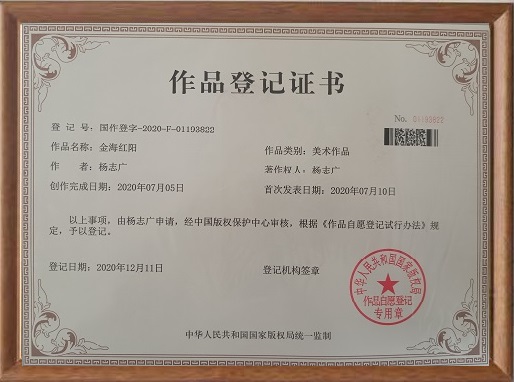 作品登记证书
No. 01193822
登 记 号：国作登字-2020-F-01193822
作品名称：金海红阳
作品类别：美术作品
作 者：杨志广
著作权人：杨志广
创作完成日期：2020年07月05日
首次发表日期：2020年07月10日
以上事项，由杨志广申请，经中国版权保护中心审核，根据《作品自愿登记试行办法》规
定，予以登记。
登记日期：2020年12月11日
登记机构签章
中华人民共和国国家版权局
作品自愿登记
专用章
中华人民共和国国家版权局统一监制